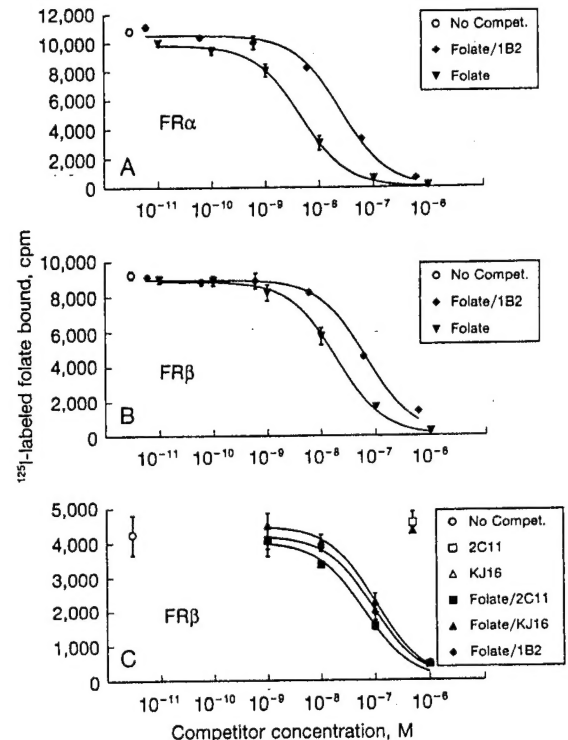 12,000
10,000
8,000
6,000
4,000
2,000
0
FRα
A
10⁻¹¹ 10⁻¹⁰ 10⁻⁹ 10⁻⁸ 10⁻⁷ 10⁻⁶
No Compet.
Folate/1B2
Folate
10,000
8,000
6,000
4,000
2,000
0
FRβ
B
10⁻¹¹ 10⁻¹⁰ 10⁻⁹ 10⁻⁸ 10⁻⁷ 10⁻⁶
No Compet.
Folate/1B2
Folate
¹²⁵I-labeled folate bound, cpm
5,000
4,000
3,000
2,000
1,000
0
FRβ
C
10⁻¹¹ 10⁻¹⁰ 10⁻⁹ 10⁻⁸ 10⁻⁷ 10⁻⁶
Competitor concentration, M
No Compet.
2C11
KJ16
Folate/2C11
Folate/KJ16
Folate/1B2